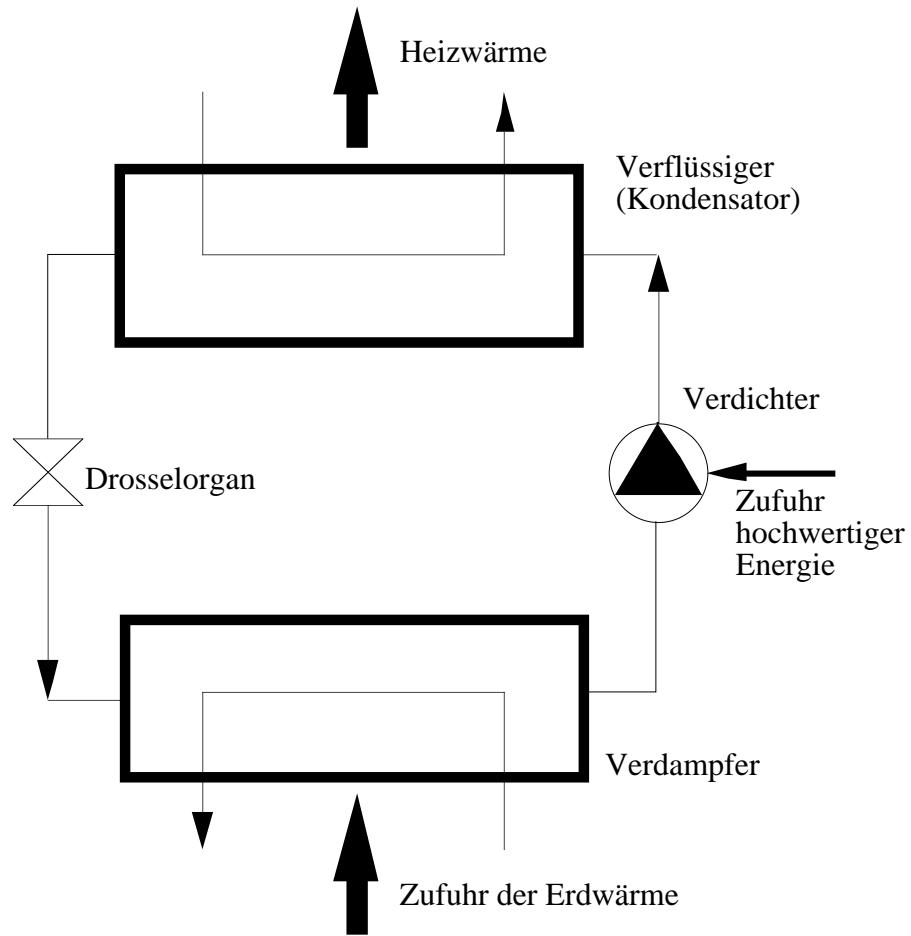 Heizwärme
Verflüssiger
(Kondensator)
Verdichter
Drosselorgan
Zufuhr
hochwertiger
Energie
Verdampfer
Zufuhr der Erdwärme